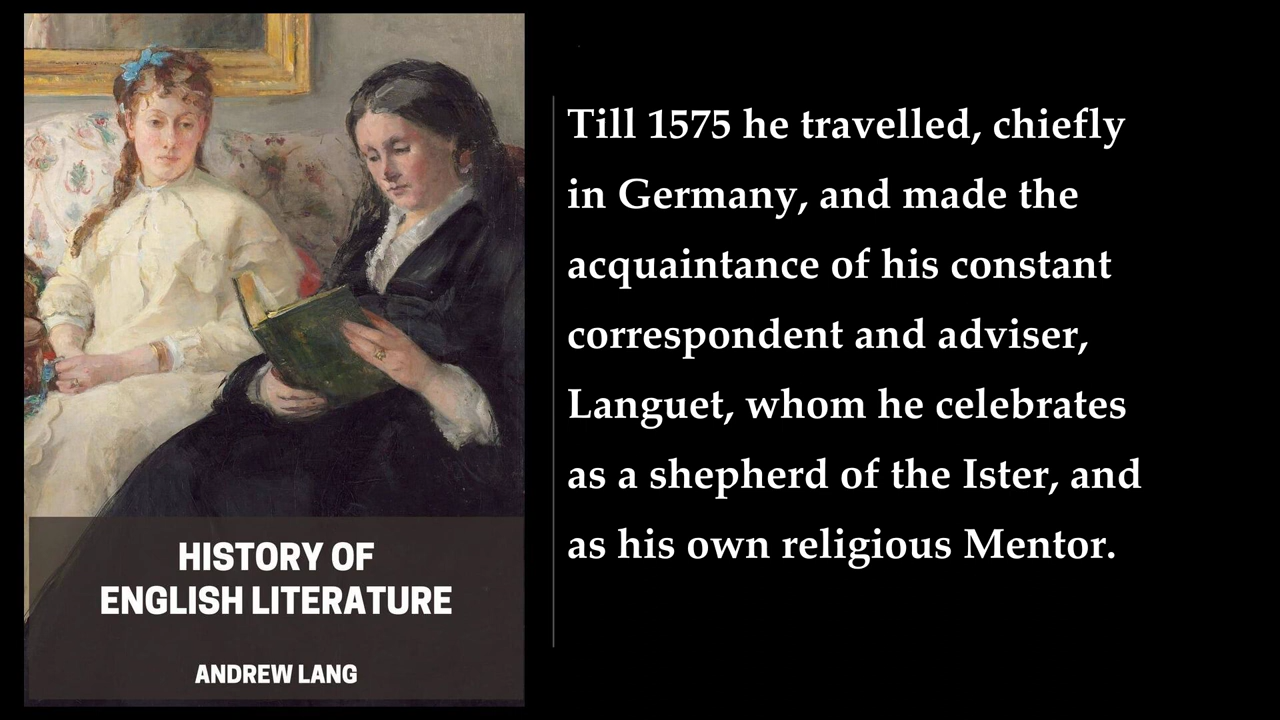 HISTORY OF
ENGLISH LITERATURE
ANDREW LANG
Till 1575 he travelled, chiefly
in Germany, and made the
acquaintance of his constant
correspondent and adviser,
Languet, whom he celebrates
as a shepherd of the Ister, and
as his own religious Mentor.